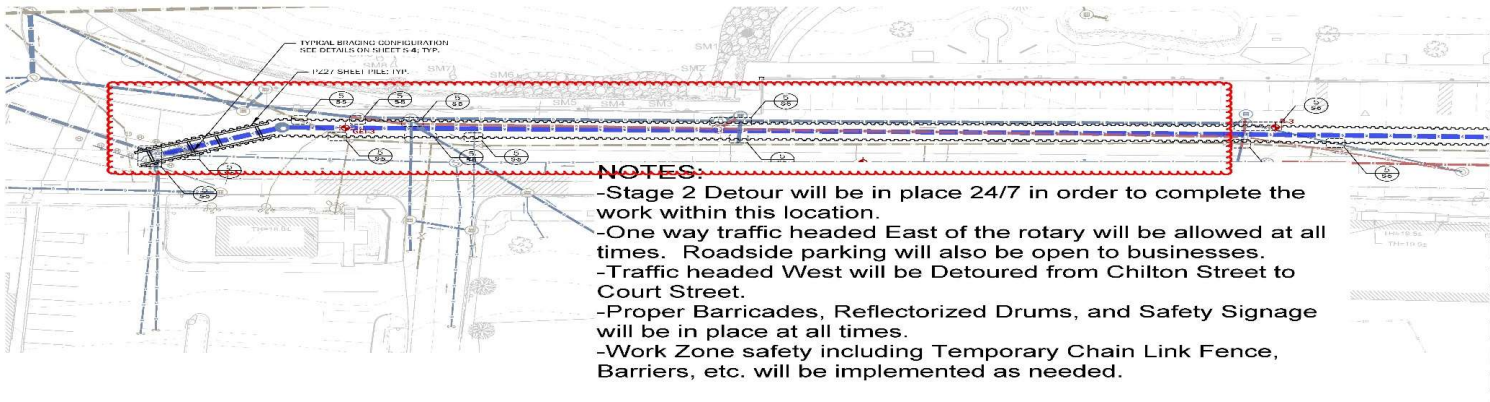 TYPICAL BRACING CONFIGURATION
SEE DETAILS ON SHEET S-4; TYP.
PZ27 SHEET PILE; TYP.
SM1
SM2
SM3
SM4
SM5
SM6
NOTES:
-Stage 2 Detour will be in place 24/7 in order to complete the
work within this location.
-One way traffic headed East of the rotary will be allowed at all
times. Roadside parking will also be open to businesses.
-Traffic headed West will be Detoured from Chilton Street to
Court Street.
-Proper Barricades, Reflectorized Drums, and Safety Signage
will be in place at all times.
-Work Zone safety including Temporary Chain Link Fence,
Barriers, etc. will be implemented as needed.